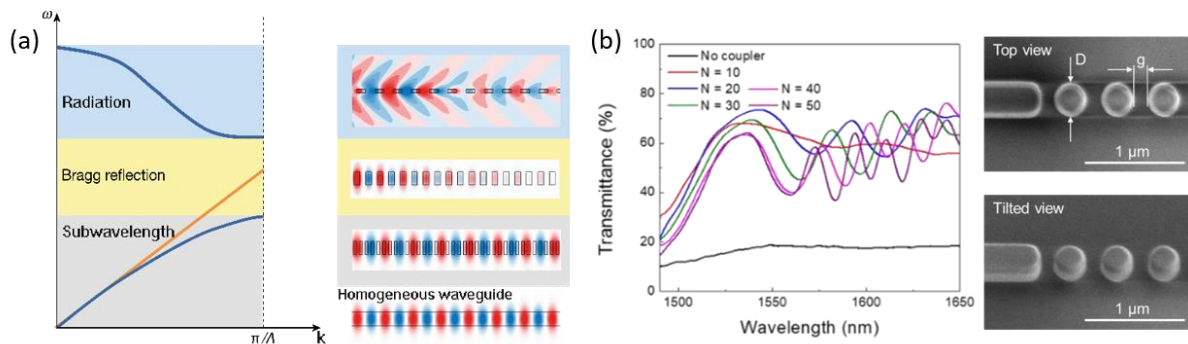 (a)
ω
Radiation
Bragg reflection
Subwavelength
π/Λ
k
Homogeneous waveguide
(b)
100
80
60
40
20
0
Transmittance (%)
No coupler
N = 10
N = 20
N = 40
N = 30
N = 50
1500
1550
1600
1650
Wavelength (nm)
Top view
D
g
1 µm
Tilted view
1 µm